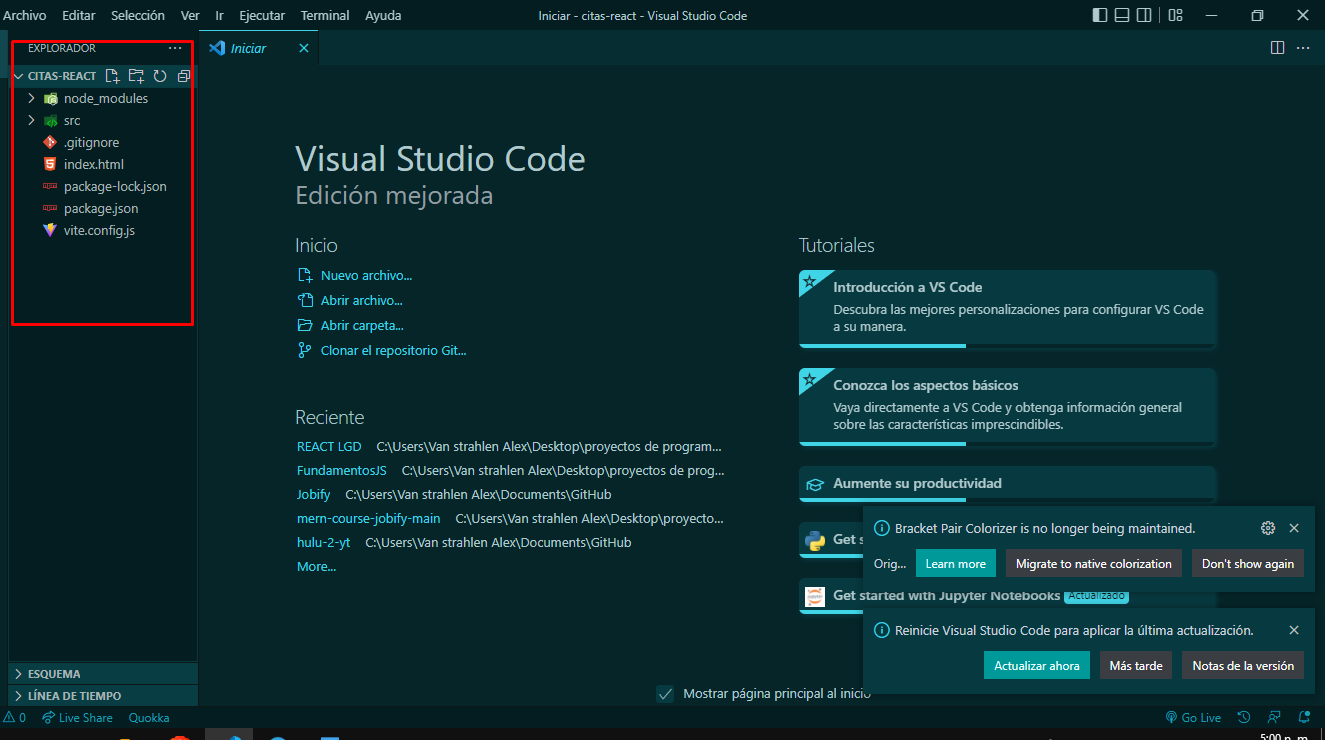 Archivo Editar Selección Ver Ir Ejecutar Terminal Ayuda
Iniciar - citas-react - Visual Studio Code
EXPLORADOR
Iniciar
CITAS-REACT
node_modules
src
.gitignore
index.html
package-lock.json
package.json
vite.config.js
Visual Studio Code
Edición mejorada
Inicio
Nuevo archivo...
Abrir archivo...
Abrir carpeta...
Clonar el repositorio Git...
Reciente
REACT LGD C:\Users\Van strahlen Alex\Desktop\proyectos de program...
FundamentosJS C:\Users\Van strahlen Alex\Desktop\proyectos de prog...
Jobify C:\Users\Van strahlen Alex\Documents\GitHub
mern-course-jobify-main C:\Users\Van strahlen Alex\Desktop\proyecto...
hulu-2-yt C:\Users\Van strahlen Alex\Documents\GitHub
More...
Tutoriales
Introducción a VS Code
Descubra las mejores personalizaciones para configurar VS Code
a su manera.
Conozca los aspectos básicos
Vaya directamente a VS Code y obtenga información general
sobre las características imprescindibles.
Aumente su productividad
Get s
Get started with Jupyter Notebooks Actualizado
Bracket Pair Colorizer is no longer being maintained.
Orig... Learn more Migrate to native colorization Don't show again
Reinicie Visual Studio Code para aplicar la última actualización.
Actualizar ahora Más tarde Notas de la versión
Mostrar página principal al inicio
ESQUEMA
LÍNEA DE TIEMPO
0 Live Share Quokka
Go Live
5:00 p. m.